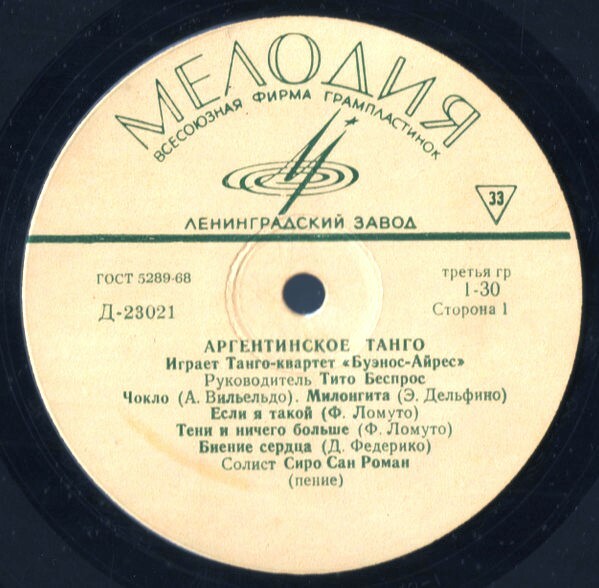 МЕЛОДИЯ
ВСЕСОЮЗНАЯ ФИРМА ГРАМПЛАСТИНОК
33
ЛЕНИНГРАДСКИЙ ЗАВОД
ГОСТ 5289-68
третья гр
1-30
Д-23021
Сторона 1
АРГЕНТИНСКОЕ ТАНГО
Играет Танго-квартет «Буэнос-Айрес»
Руководитель Тито Беспрос
Чокло (А. Вильельдо). Милонгита (Э. Дельфино)
Если я такой (Ф. Ломуто)
Тени и ничего больше (Ф. Ломуто)
Биение сердца (Д. Федерико)
Солист Сиро Сан Роман
(пение)